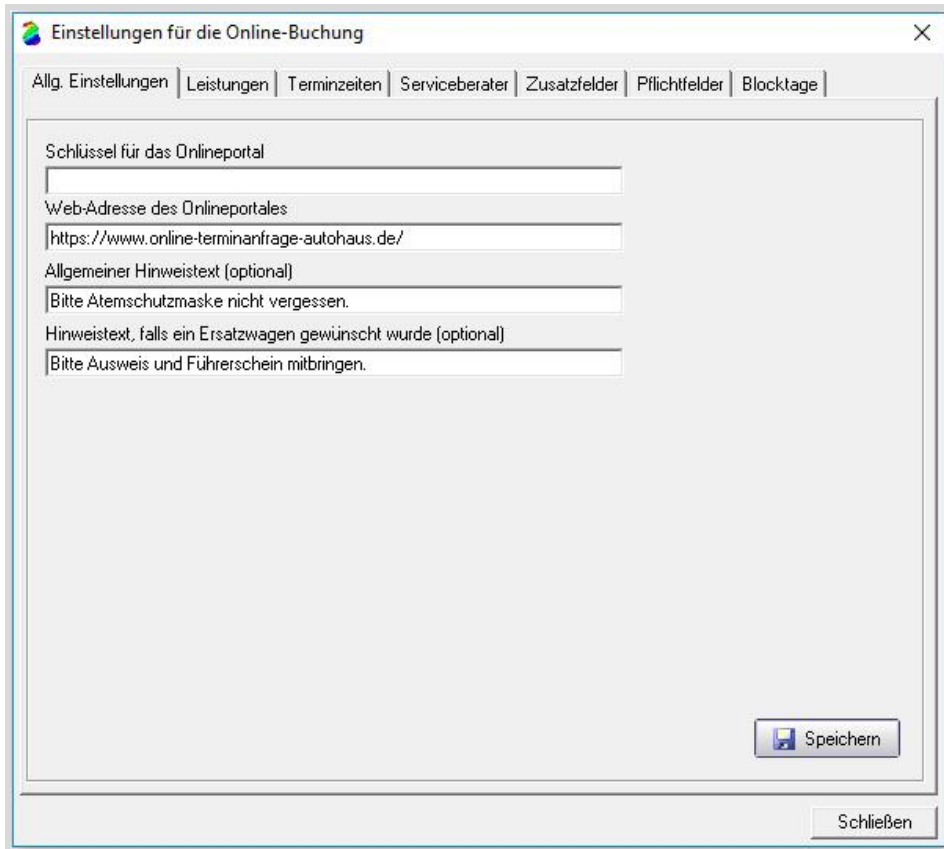 Einstellungen für die Online-Buchung
Allg. Einstellungen Leistungen Terminzeiten Serviceberater Zusatzfelder Pflichtfelder Blocktage
Schlüssel für das Onlineportal
Web-Adresse des Onlineportales
https://www.online-terminanfrage-autohaus.de/
Allgemeiner Hinweistext (optional)
Bitte Atemschutzmaske nicht vergessen.
Hinweistext, falls ein Ersatzwagen gewünscht wurde (optional)
Bitte Ausweis und Führerschein mitbringen.
Speichern
Schließen